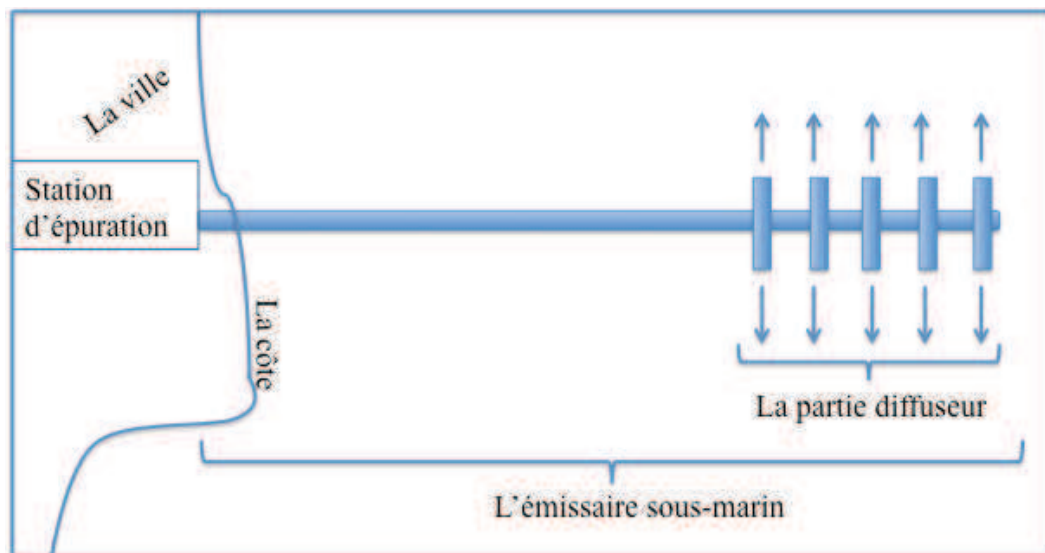 La ville
Station
d'épuration
La côte
La partie diffuseur
L'émissaire sous-marin